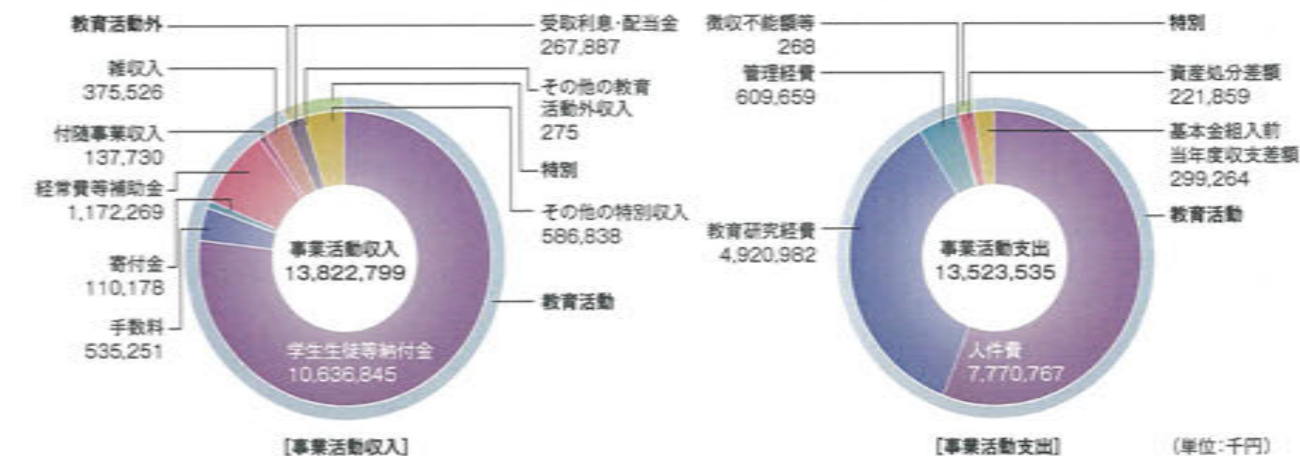 教育活動外
雑収入
375,526
付随事業収入
137,730
経常費等補助金
1,172,269
寄付金
110,178
手数料
535,251
受取利息・配当金
267,887
その他の教育
活動外収入
275
特別
その他の特別収入
586,838
教育活動
事業活動収入
13,822,799
学生生徒等納付金
10,636,845
[事業活動収入]
徴収不能額等
268
管理経費
609,659
教育研究経費
4,920,982
特別
資産処分差額
221,859
基本金組入前
当年度収支差額
299,264
教育活動
事業活動支出
13,523,535
人件費
7,770,767
[事業活動支出]
(単位:千円)